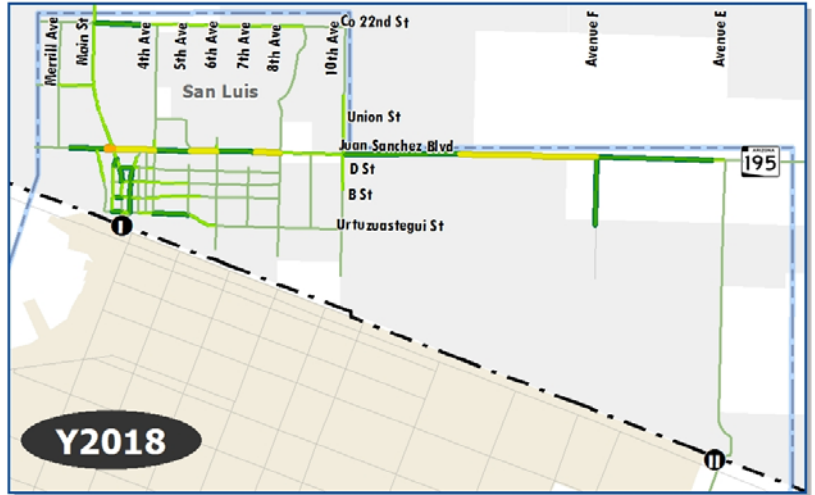 Merrill Ave
Main St
4th Ave
5th Ave
6th Ave
7th Ave
8th Ave
10th Ave
Co 22nd St
Avenue F
Avenue E
San Luis
Union St
Juan Sanchez Blvd
ARIZONA
195
D St
B St
Urtuzuastegui St
I
II
Y2018